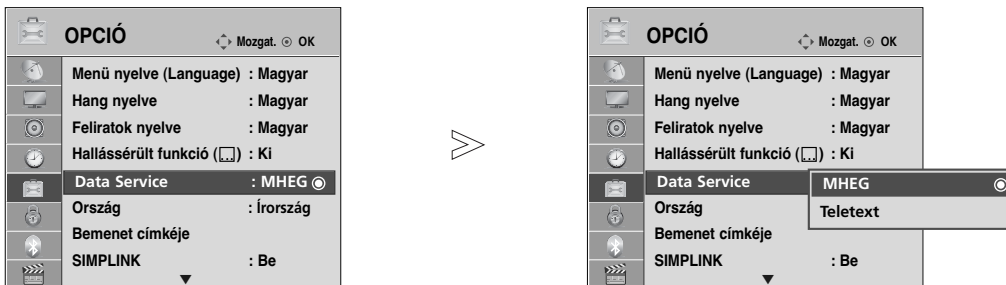 OPCIÓ Mozgat. OK
Menü nyelve (Language) : Magyar
Hang nyelve : Magyar
Feliratok nyelve : Magyar
Hallássérült funkció (...) : Ki
Data Service : MHEG
Ország : Írország
Bemenet címkéje
SIMPLINK : Be
OPCIÓ Mozgat. OK
Menü nyelve (Language) : Magyar
Hang nyelve : Magyar
Feliratok nyelve : Magyar
Hallássérült funkció (...) : Ki
Data Service MHEG
Ország Teletext
Bemenet címkéje
SIMPLINK : Be